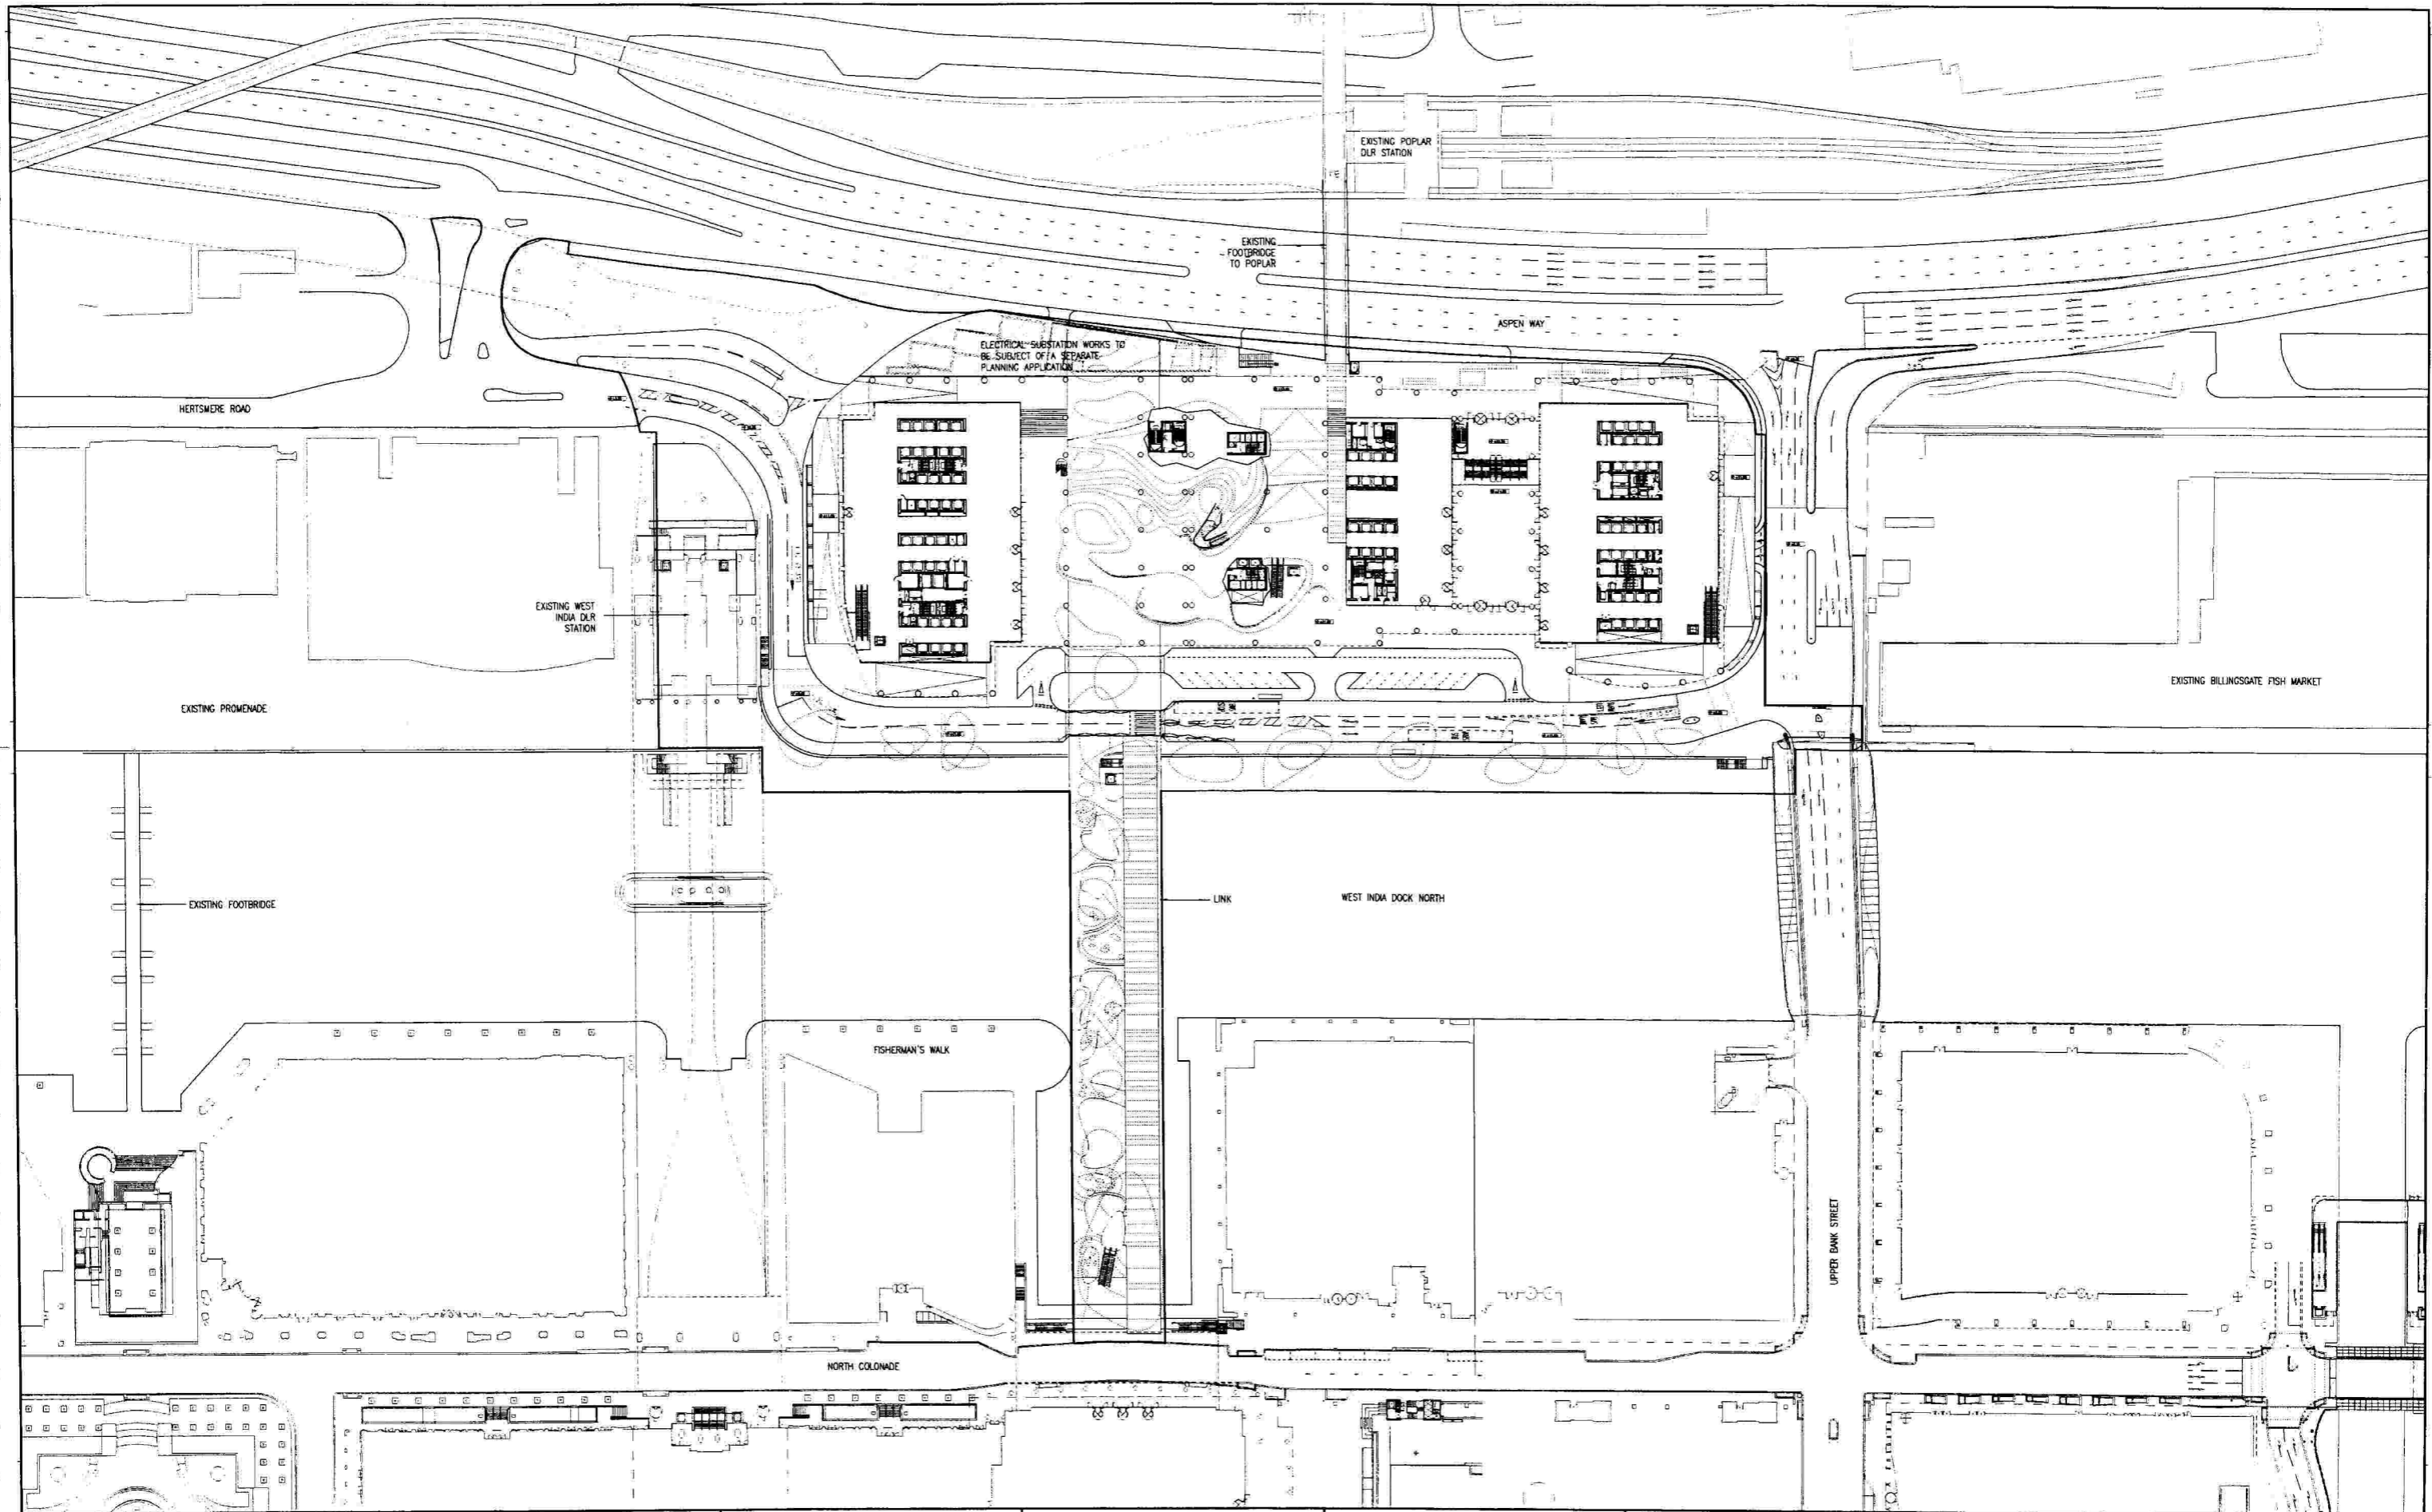 EXISTING POPLAR
DLR STATION
EXISTING
FOOTBRIDGE
TO POPLAR
ASPEN WAY
ELECTRICAL SUBSTATION WORKS TO
BE SUBJECT OF A SEPARATE
PLANNING APPLICATION
HERTSMERE ROAD
EXISTING WEST
INDIA DLR
STATION
EXISTING PROMENADE
EXISTING BILLINGSGATE FISH MARKET
EXISTING FOOTBRIDGE
LINK
WEST INDIA DOCK NORTH
FISHERMAN'S WALK
UPPER BANK STREET
NORTH COLONADE